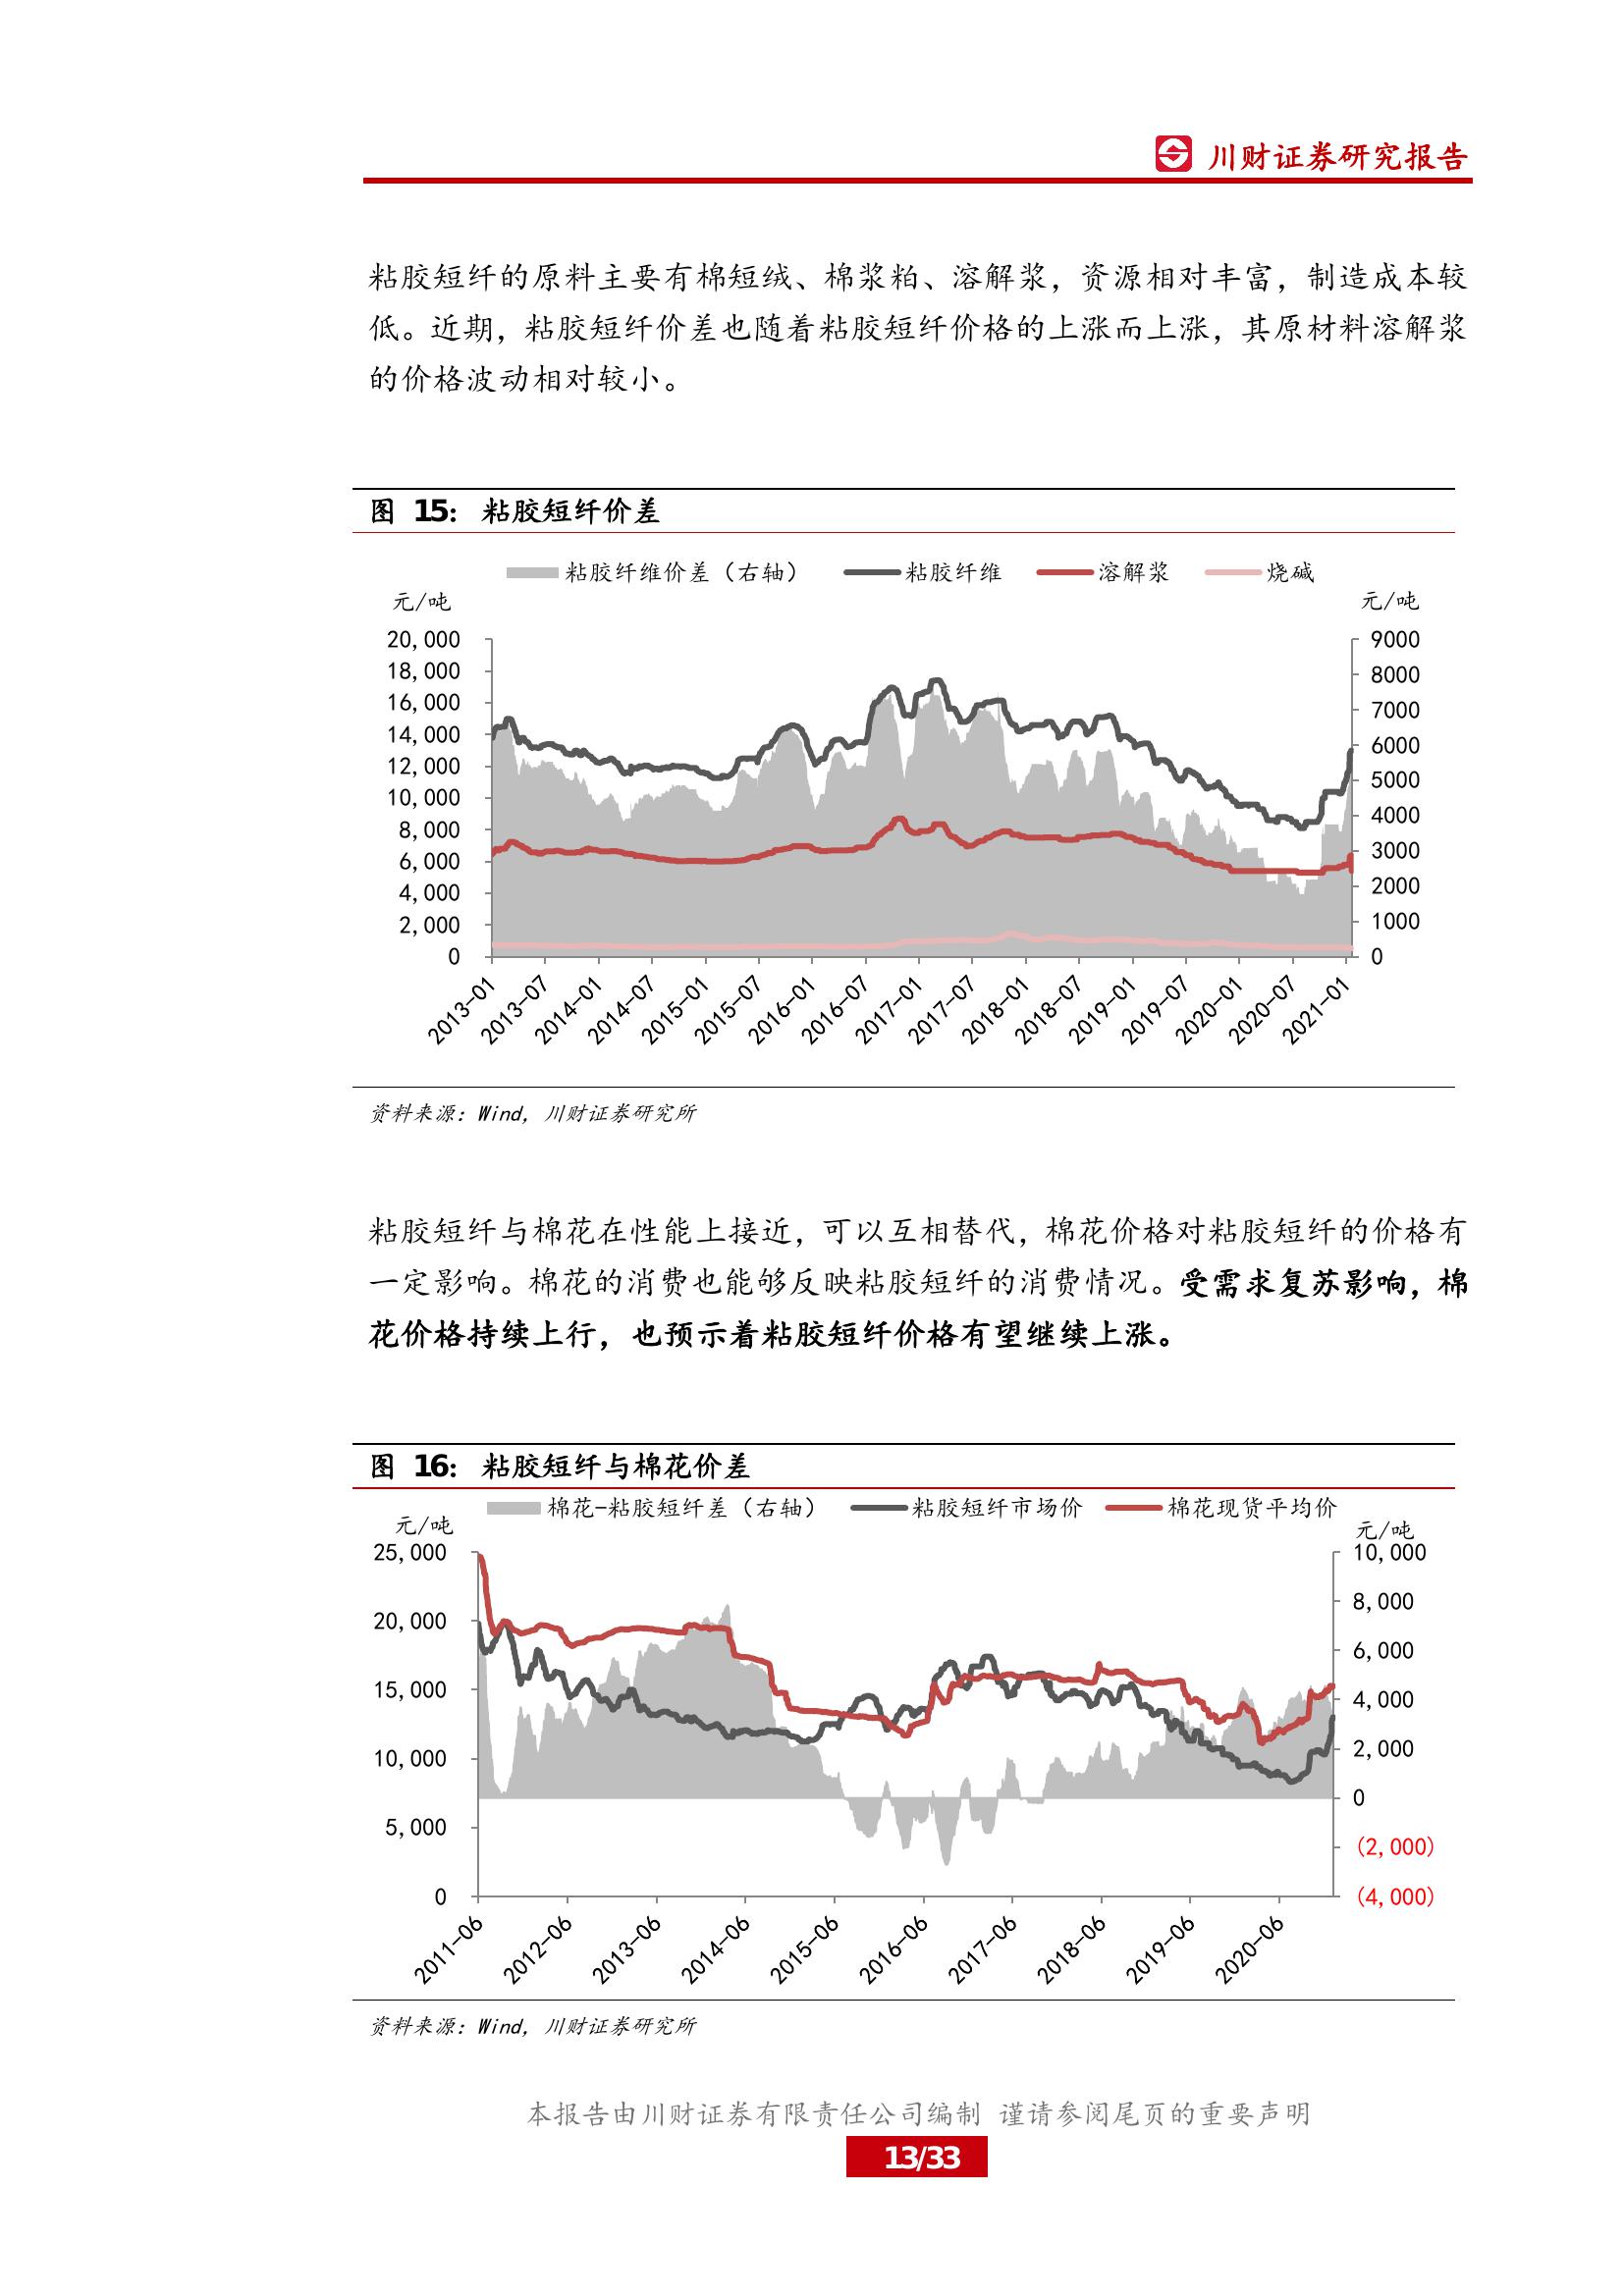 川财证券研究报告
粘胶短纤的原料主要有棉短绒、棉浆粕、溶解浆，资源相对丰富，制造成本较
低。近期，粘胶短纤价差也随着粘胶短纤价格的上涨而上涨，其原材料溶解浆
的价格波动相对较小。
图 15： 粘胶短纤价差
粘胶纤维价差（右轴） 粘胶纤维 溶解浆 烧碱
元/吨 元/吨
20,000 9000
18,000 8000
16,000 7000
14,000 6000
12,000 5000
10,000 4000
8,000 3000
6,000 2000
4,000 1000
2,000 0
0
2013-01 2013-07 2014-01 2014-07 2015-01 2015-07 2016-01 2016-07 2017-01 2017-07 2018-01 2018-07 2019-01 2019-07 2020-01 2020-07 2021-01
资料来源：Wind，川财证券研究所
粘胶短纤与棉花在性能上接近，可以互相替代，棉花价格对粘胶短纤的价格有
一定影响。棉花的消费也能够反映粘胶短纤的消费情况。受需求复苏影响，棉
花价格持续上行，也预示着粘胶短纤价格有望继续上涨。
图 16： 粘胶短纤与棉花价差
棉花-粘胶短纤差（右轴） 粘胶短纤市场价 棉花现货平均价
元/吨 元/吨
25,000 10,000
20,000 8,000
15,000 6,000
10,000 4,000
5,000 2,000
0 0
(2,000)
(4,000)
2011-06 2012-06 2013-06 2014-06 2015-06 2016-06 2017-06 2018-06 2019-06 2020-06
资料来源：Wind，川财证券研究所
本报告由川财证券有限责任公司编制 谨请参阅尾页的重要声明
13/33